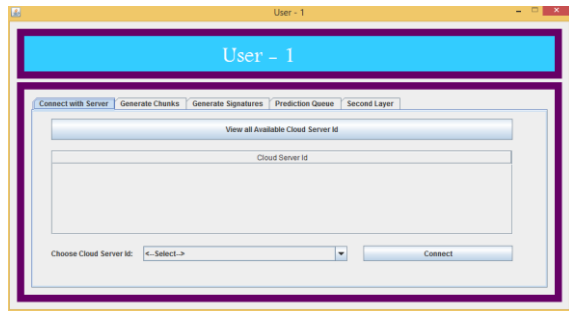 User - 1
User - 1
Connect with Server Generate Chunks Generate Signatures Prediction Queue Second Layer
View all Available Cloud Server Id
Cloud Server Id
Choose Cloud Server Id: <--Select--> Connect